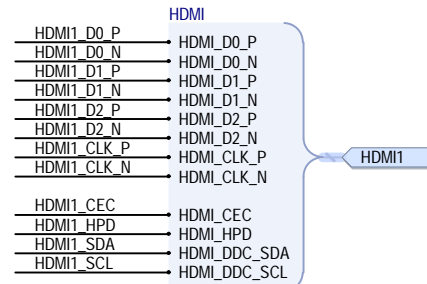 HDMI
HDMI1_D0_P HDMI_D0_P
HDMI1_D0_N HDMI_D0_N
HDMI1_D1_P HDMI_D1_P
HDMI1_D1_N HDMI_D1_N
HDMI1_D2_P HDMI_D2_P
HDMI1_D2_N HDMI_D2_N
HDMI1_CLK_P HDMI_CLK_P
HDMI1_CLK_N HDMI_CLK_N
HDMI1
HDMI1_CEC HDMI_CEC
HDMI1_HPD HDMI_HPD
HDMI1_SDA HDMI_DDC_SDA
HDMI1_SCL HDMI_DDC_SCL